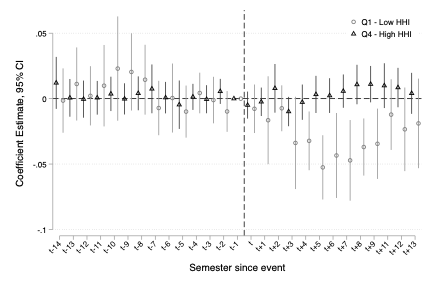 Q1 - Low HHI
Q4 - High HHI
Coefficient Estimate, 95% CI
.05
0
-.05
-.1
t-14 t-13 t-12 t-11 t-10 t-9 t-8 t-7 t-6 t-5 t-4 t-3 t-2 t-1 t t+1 t+2 t+3 t+4 t+5 t+6 t+7 t+8 t+9 t+10 t+11 t+12 t+13
Semester since event